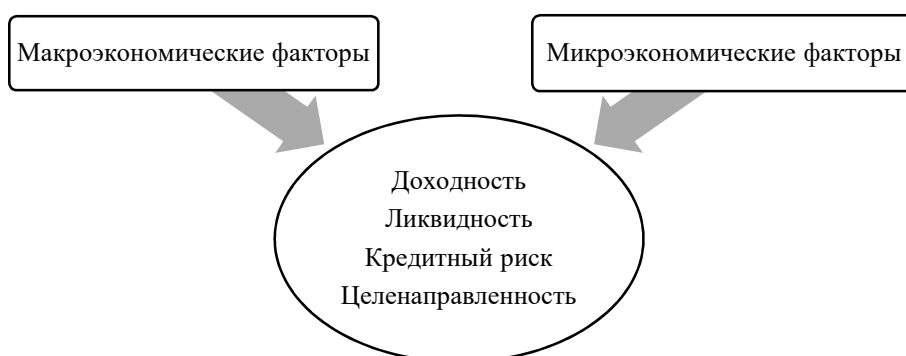 Макроэкономические факторы
Микроэкономические факторы
Доходность
Ликвидность
Кредитный риск
Целенаправленность